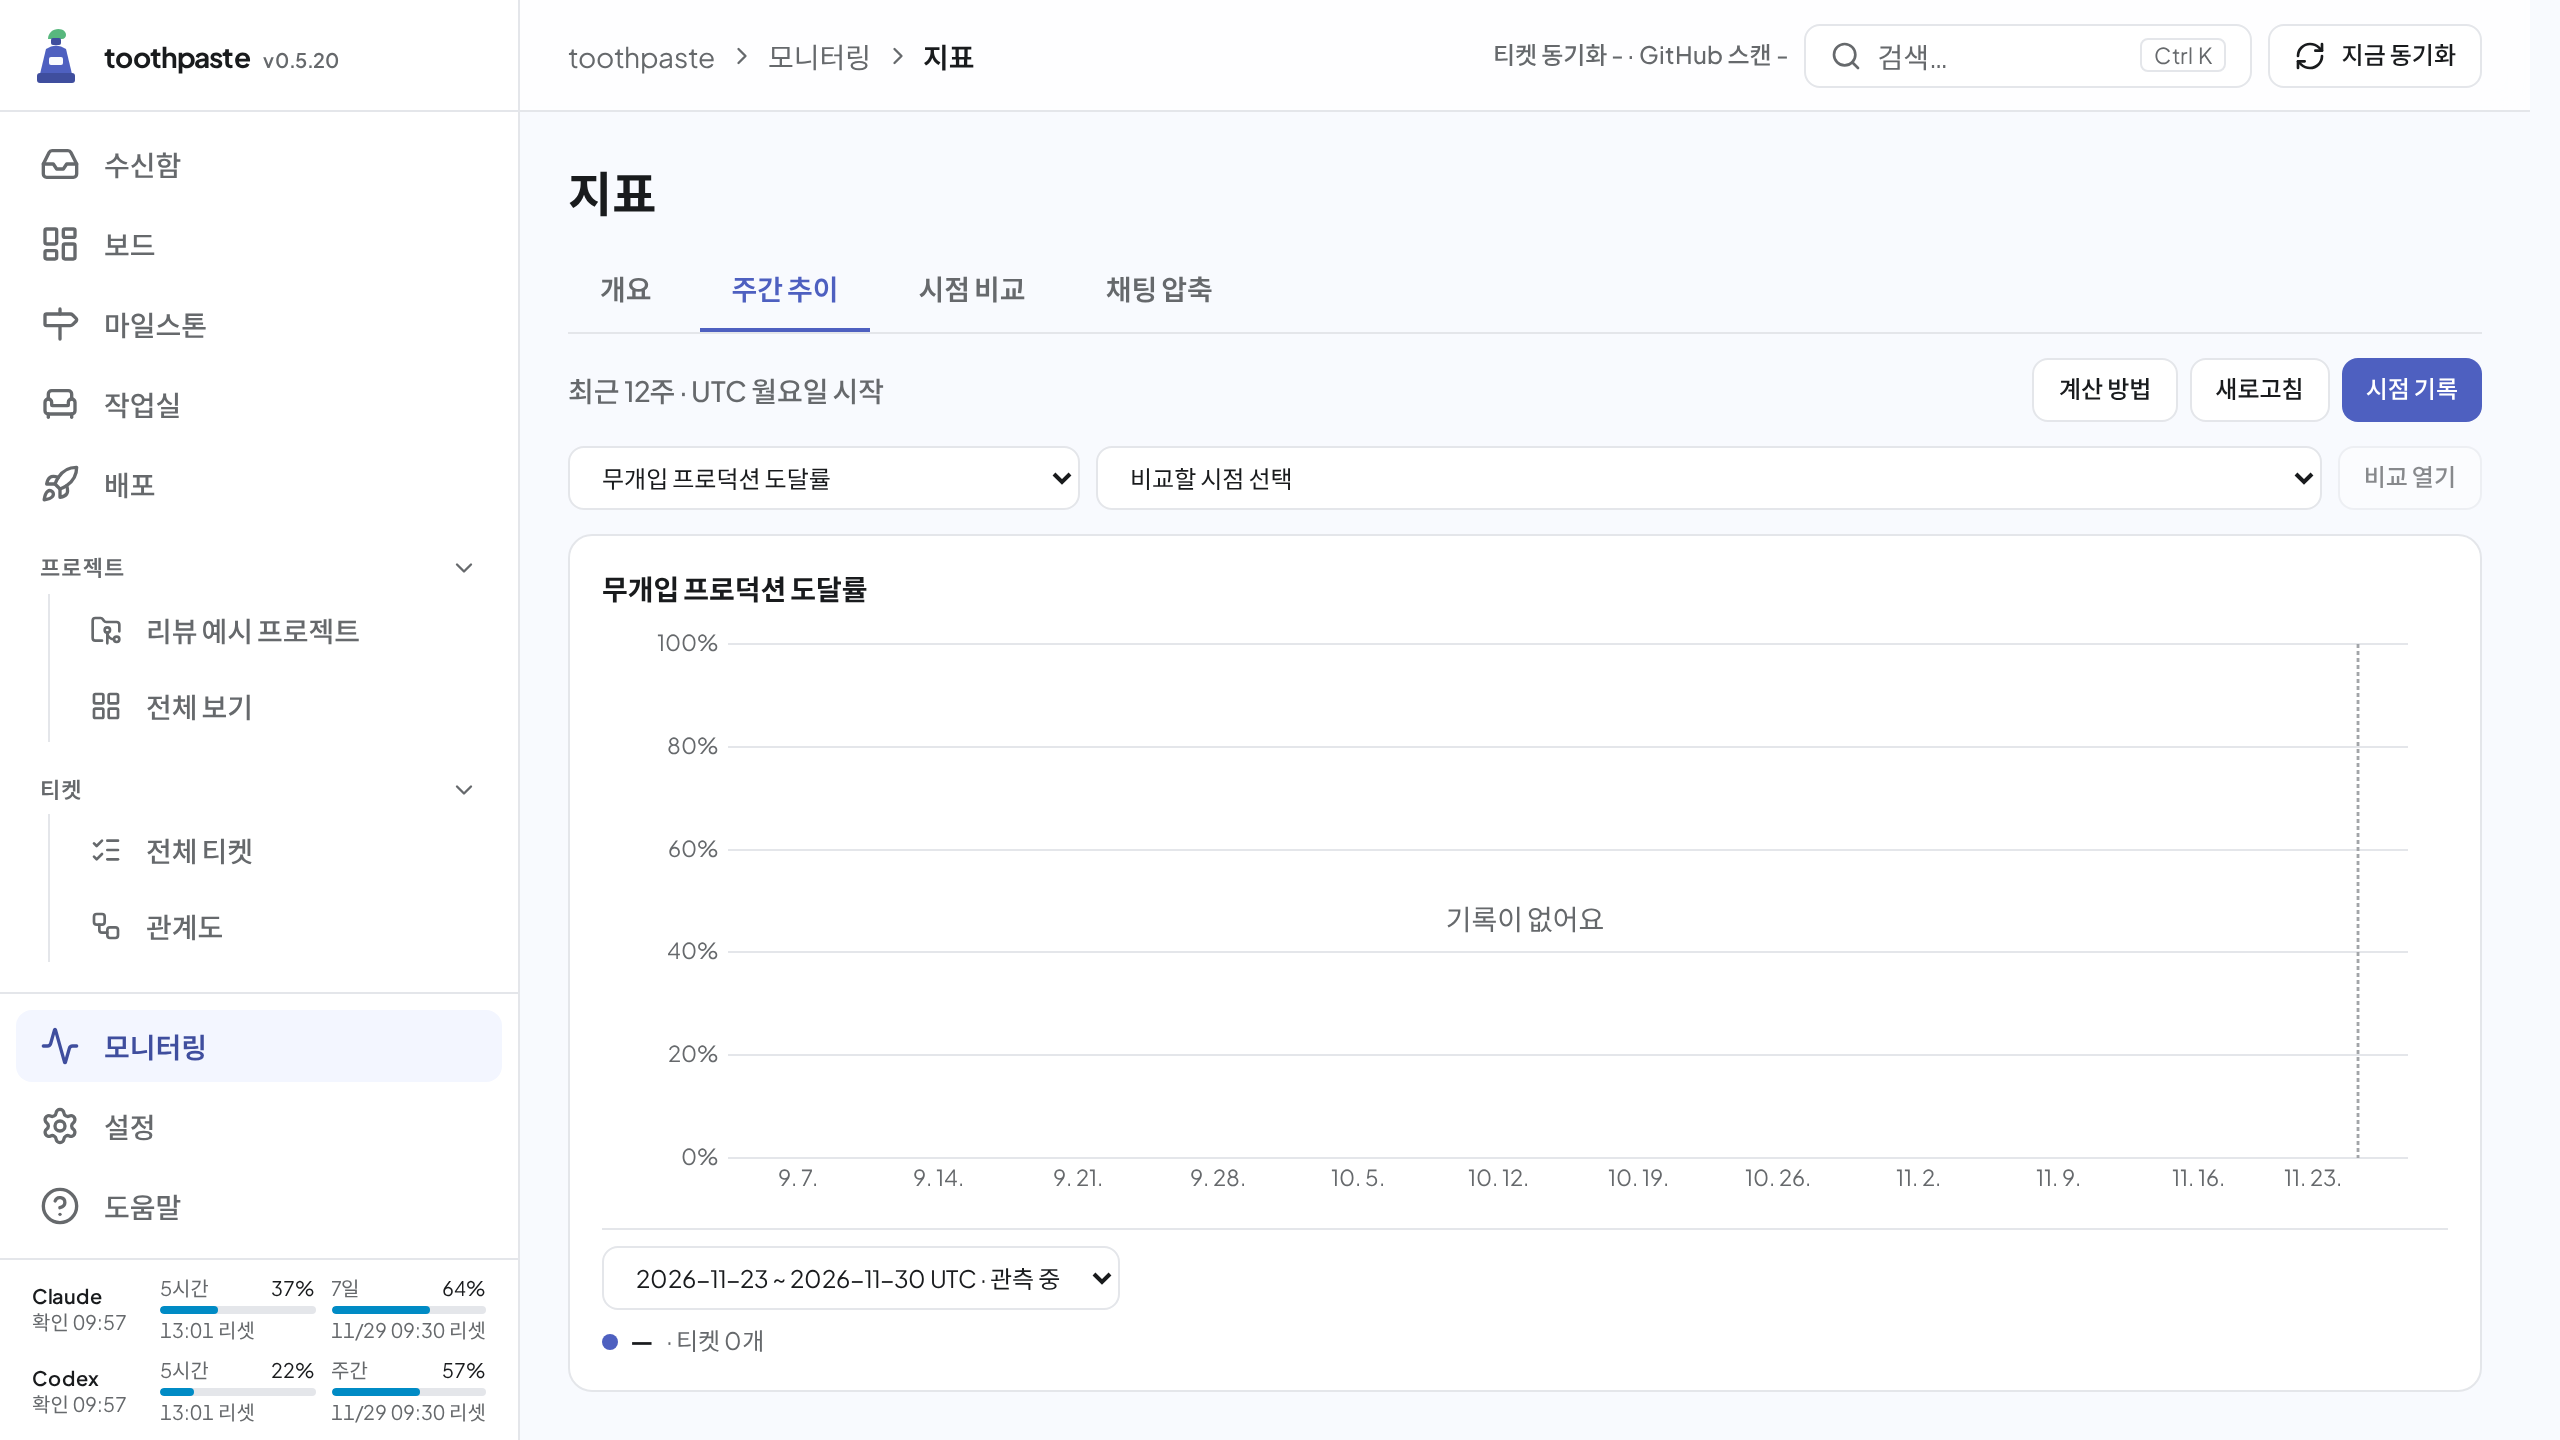 toothpaste v0.5.20
수신함
보드
마일스톤
작업실
배포
프로젝트
리뷰 예시 프로젝트
전체 보기
티켓
전체 티켓
관계도
모니터링
설정
도움말
Claude
확인 09:57
5시간 37%
13:01 리셋
7일 64%
11/29 09:30 리셋
Codex
확인 09:57
5시간 22%
13:01 리셋
주간 57%
11/29 09:30 리셋
toothpaste > 모니터링 > 지표
티켓 동기화 - · GitHub 스캔 -
검색... Ctrl K
지금 동기화
지표
개요 주간 추이 시점 비교 채팅 압축
최근 12주 · UTC 월요일 시작
계산 방법 새로고침 시점 기록
무개입 프로덕션 도달률
비교할 시점 선택
비교 열기
무개입 프로덕션 도달률
100%
80%
60%
기록이 없어요
40%
20%
0%
9. 7. 9. 14. 9. 21. 9. 28. 10. 5. 10. 12. 10. 19. 10. 26. 11. 2. 11. 9. 11. 16. 11. 23.
2026-11-23 ~ 2026-11-30 UTC · 관측 중
— · 티켓 0개